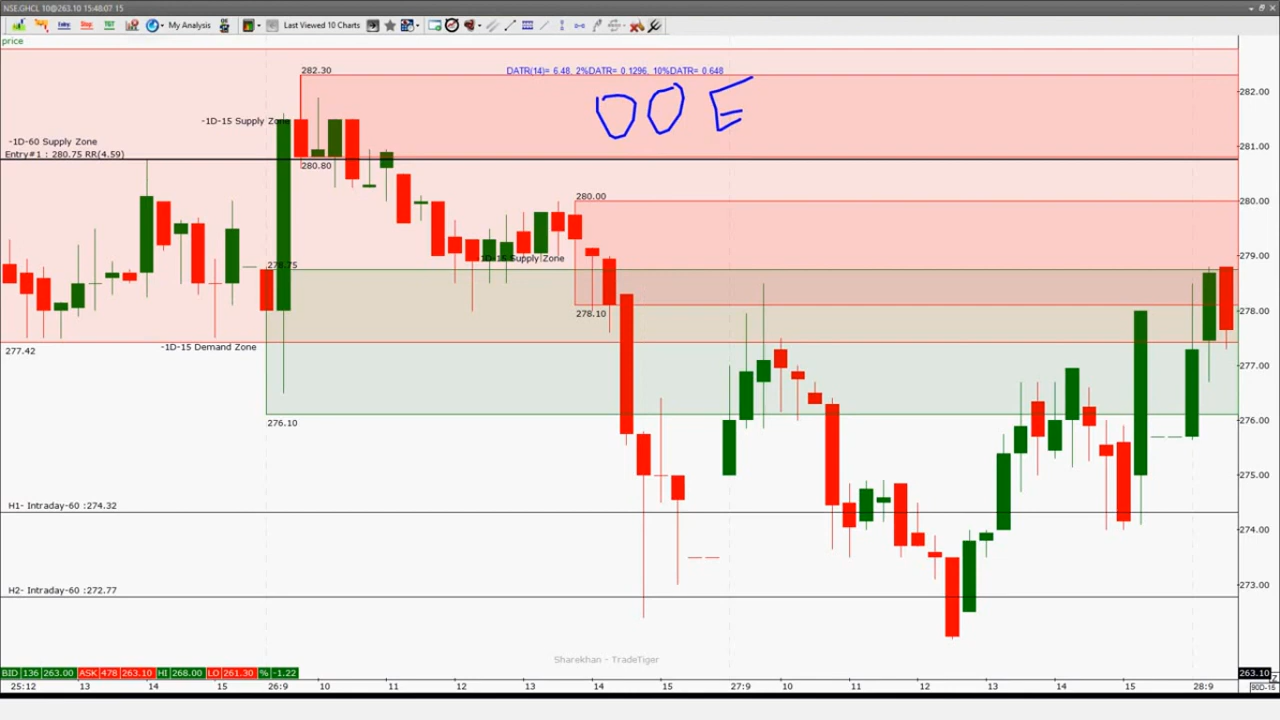 NSE.GHCL 10@263.10 15:48:07 15
My Analysis Last Viewed 10 Charts
price
282.30
DATR(14)= 6.48, 2%DATR= 0.1296, 10%DATR= 0.648
282.00
OOE
-1D-15 Supply Zone
-1D-60 Supply Zone
281.00
Entry#1 : 280.75 RR(4.59)
280.80
280.00
280.00
1D-15 Supply Zone
279.00
278.75
278.10
278.00
-1D-15 Demand Zone
277.42
277.00
276.10
276.00
275.00
H1- Intraday-60 :274.32
274.00
H2- Intraday-60 :272.77
273.00
Sharekhan - TradeTiger
BID 136 263.00 ASK 478 263.10 HI 268.00 LO 261.30 % -1.22
263.10
25:12 13 14 15 26:9 10 11 12 13 14 15 27:9 10 11 12 13 14 15 28:9 90D-15